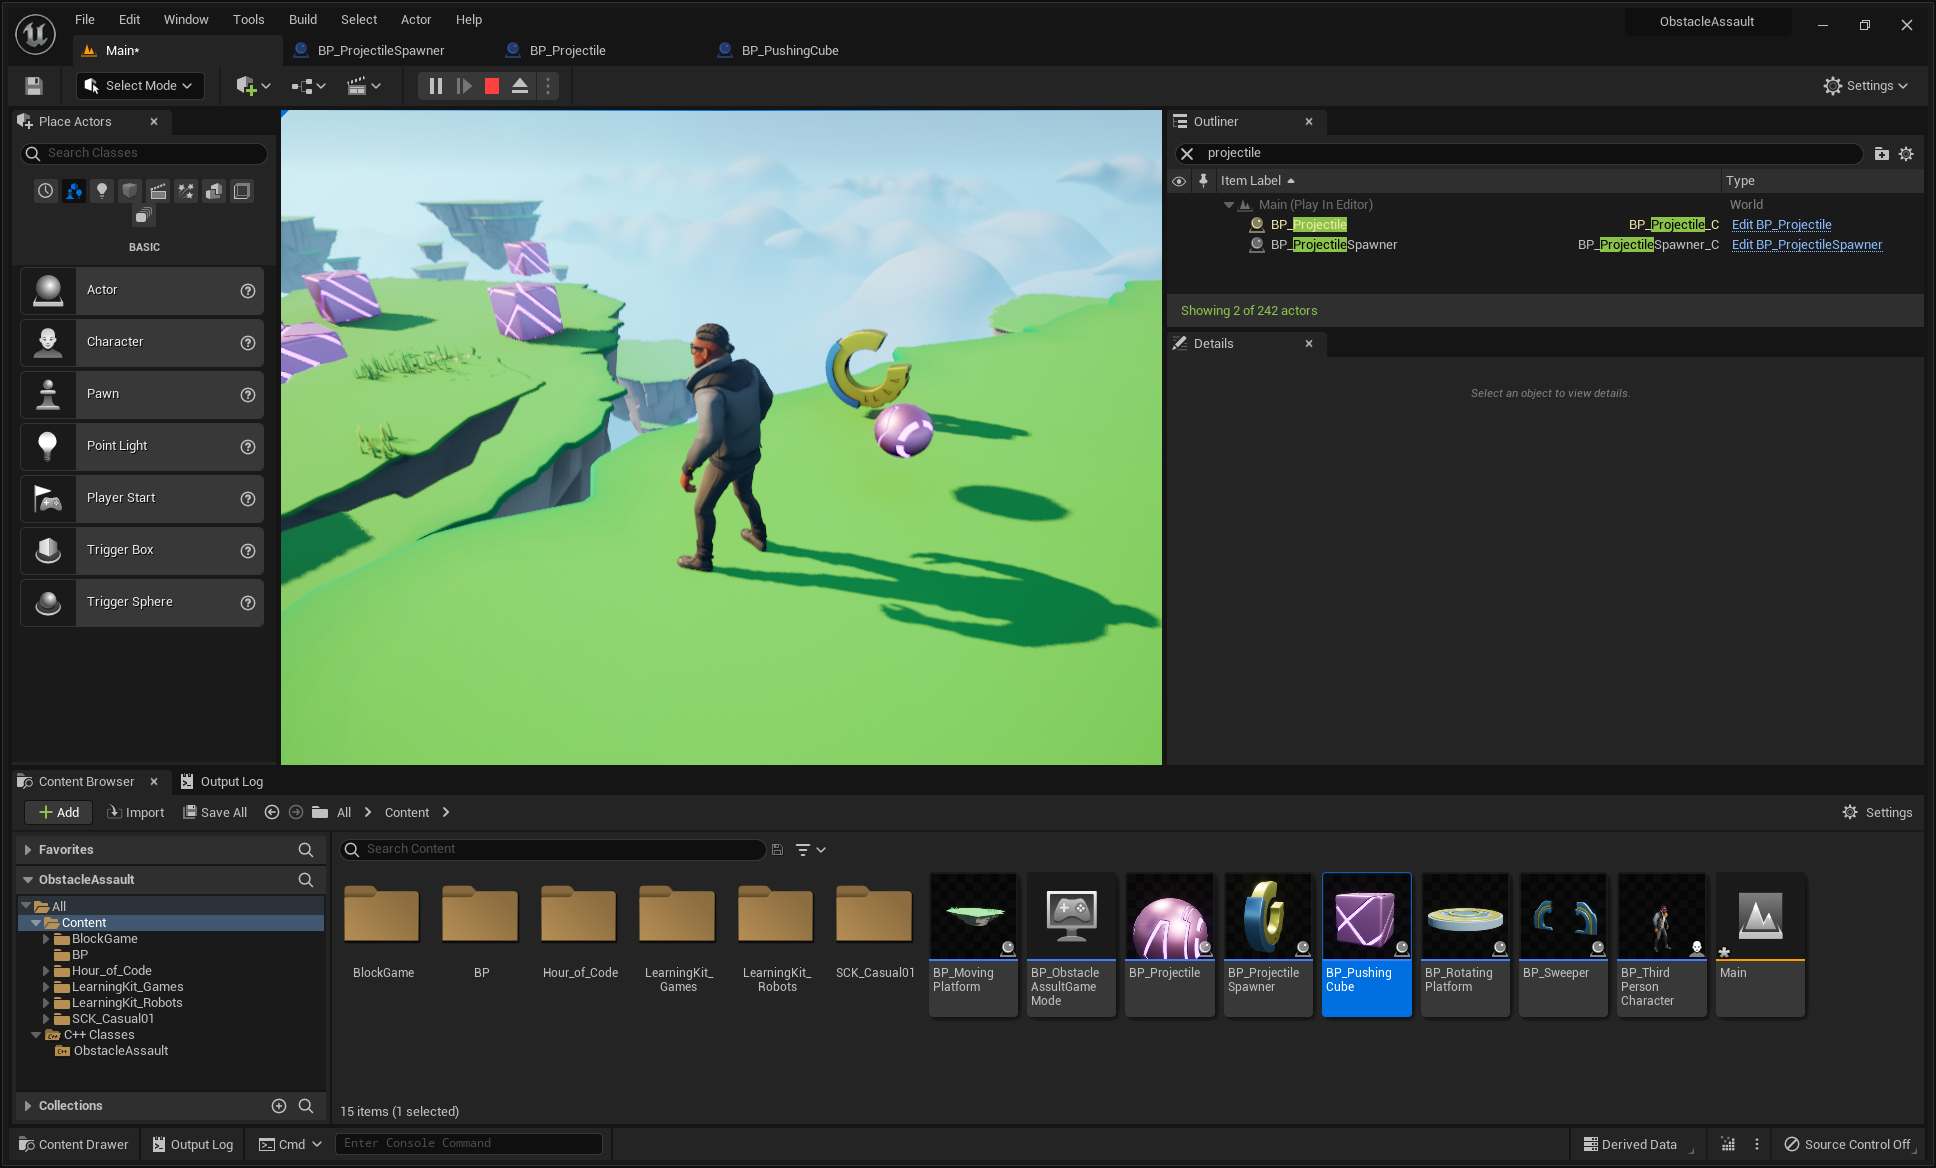 File Edit Window Tools Build Select Actor Help
ObstacleAssault
Main*
BP_ProjectileSpawner
BP_Projectile
BP_PushingCube
Select Mode
Settings
Place Actors
Search Classes
BASIC
Actor
Character
Pawn
Point Light
Player Start
Trigger Box
Trigger Sphere
Outliner
projectile
Item Label
Type
Main (Play In Editor)
World
BP_Projectile
BP_Projectile_C
Edit BP_Projectile
BP_ProjectileSpawner
BP_ProjectileSpawner_C
Edit BP_ProjectileSpawner
Showing 2 of 242 actors
Details
Select an object to view details.
Content Browser
Output Log
Add
Import
Save All
All
Content
Settings
Favorites
ObstacleAssault
All
Content
BlockGame
BP
Hour_of_Code
LearningKit_Games
LearningKit_Robots
SCK_Casual01
C++ Classes
ObstacleAssault
Collections
Search Content
BlockGame
BP
Hour_of_Code
LearningKit_
Games
LearningKit_
Robots
SCK_Casual01
BP_Moving
Platform
BP_Obstacle
AssultGame
Mode
BP_Projectile
BP_Projectile
Spawner
BP_Pushing
Cube
BP_Rotating
Platform
BP_Sweeper
BP_Third
Person
Character
Main
15 items (1 selected)
Content Drawer
Output Log
Cmd
Enter Console Command
Derived Data
Source Control Off